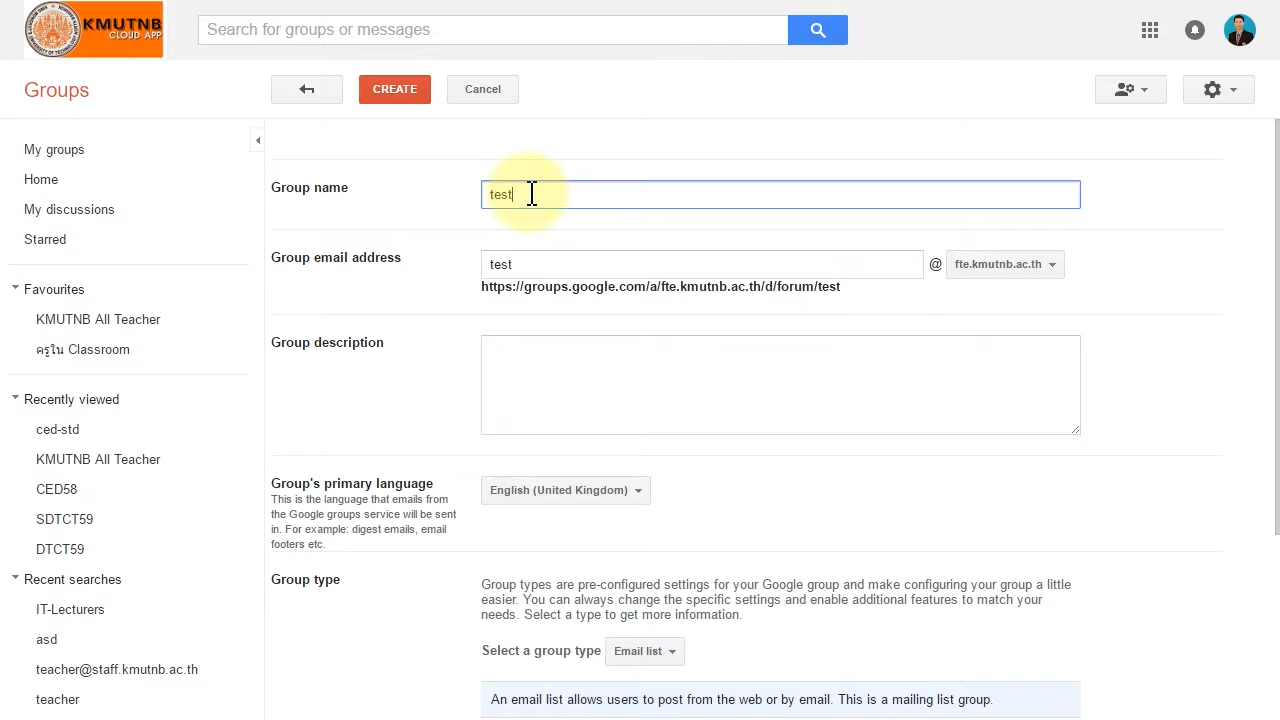 KMUTNB
CLOUD APP
Search for groups or messages
Groups
CREATE
Cancel
My groups
Home
My discussions
Starred
Favourites
KMUTNB All Teacher
ครูใน Classroom
Recently viewed
ced-std
KMUTNB All Teacher
CED58
SDTCT59
DTCT59
Recent searches
IT-Lecturers
asd
teacher@staff.kmutnb.ac.th
teacher
Group name
test
Group email address
test @ fte.kmutnb.ac.th
https://groups.google.com/a/fte.kmutnb.ac.th/d/forum/test
Group description
Group's primary language
This is the language that emails from
the Google groups service will be sent
in. For example: digest emails, email
footers etc.
English (United Kingdom)
Group type
Group types are pre-configured settings for your Google group and make configuring your group a little
easier. You can always change the specific settings and enable additional features to match your
needs. Select a type to get more information.
Select a group type Email list
An email list allows users to post from the web or by email. This is a mailing list group.